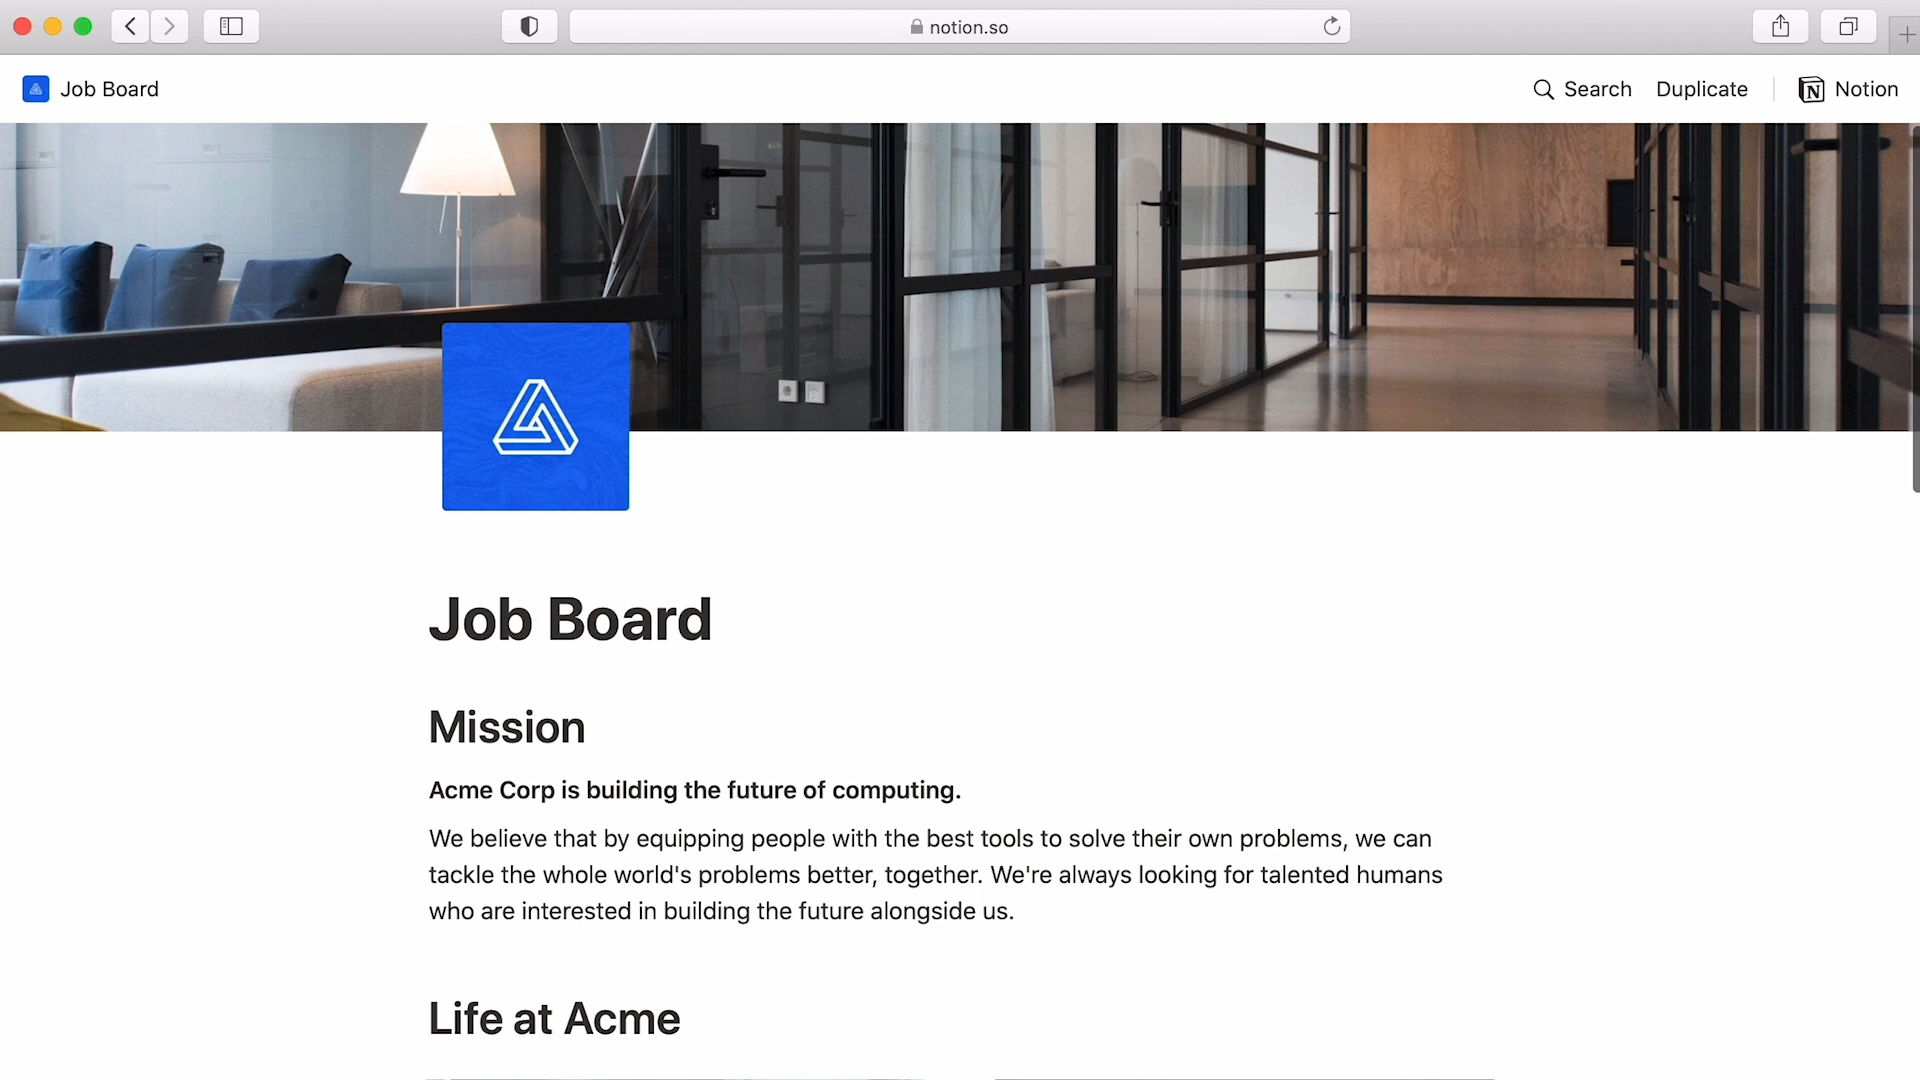 notion.so
Job Board
Search
Duplicate
Notion
Job Board
Mission
Acme Corp is building the future of computing.
We believe that by equipping people with the best tools to solve their own problems, we can
tackle the whole world's problems better, together. We're always looking for talented humans
who are interested in building the future alongside us.
Life at Acme